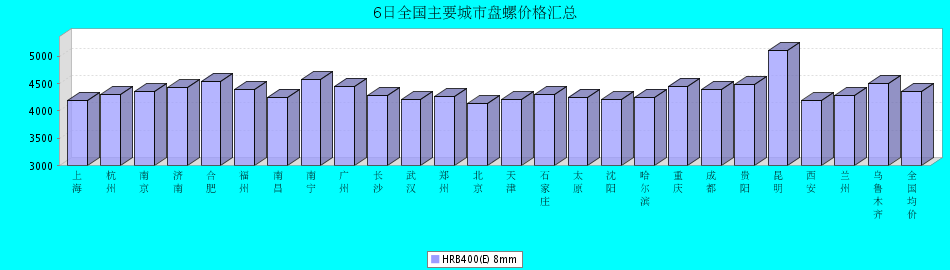 6日全国主要城市盘螺价格汇总
5000
4500
4000
3500
3000
上海
杭州
南京
济南
合肥
福州
南昌
南宁
广州
长沙
武汉
郑州
北京
天津
石家庄
太原
沈阳
哈尔滨
重庆
成都
贵阳
昆明
西安
兰州
乌鲁木齐
全国均价
HRB400(E) 8mm